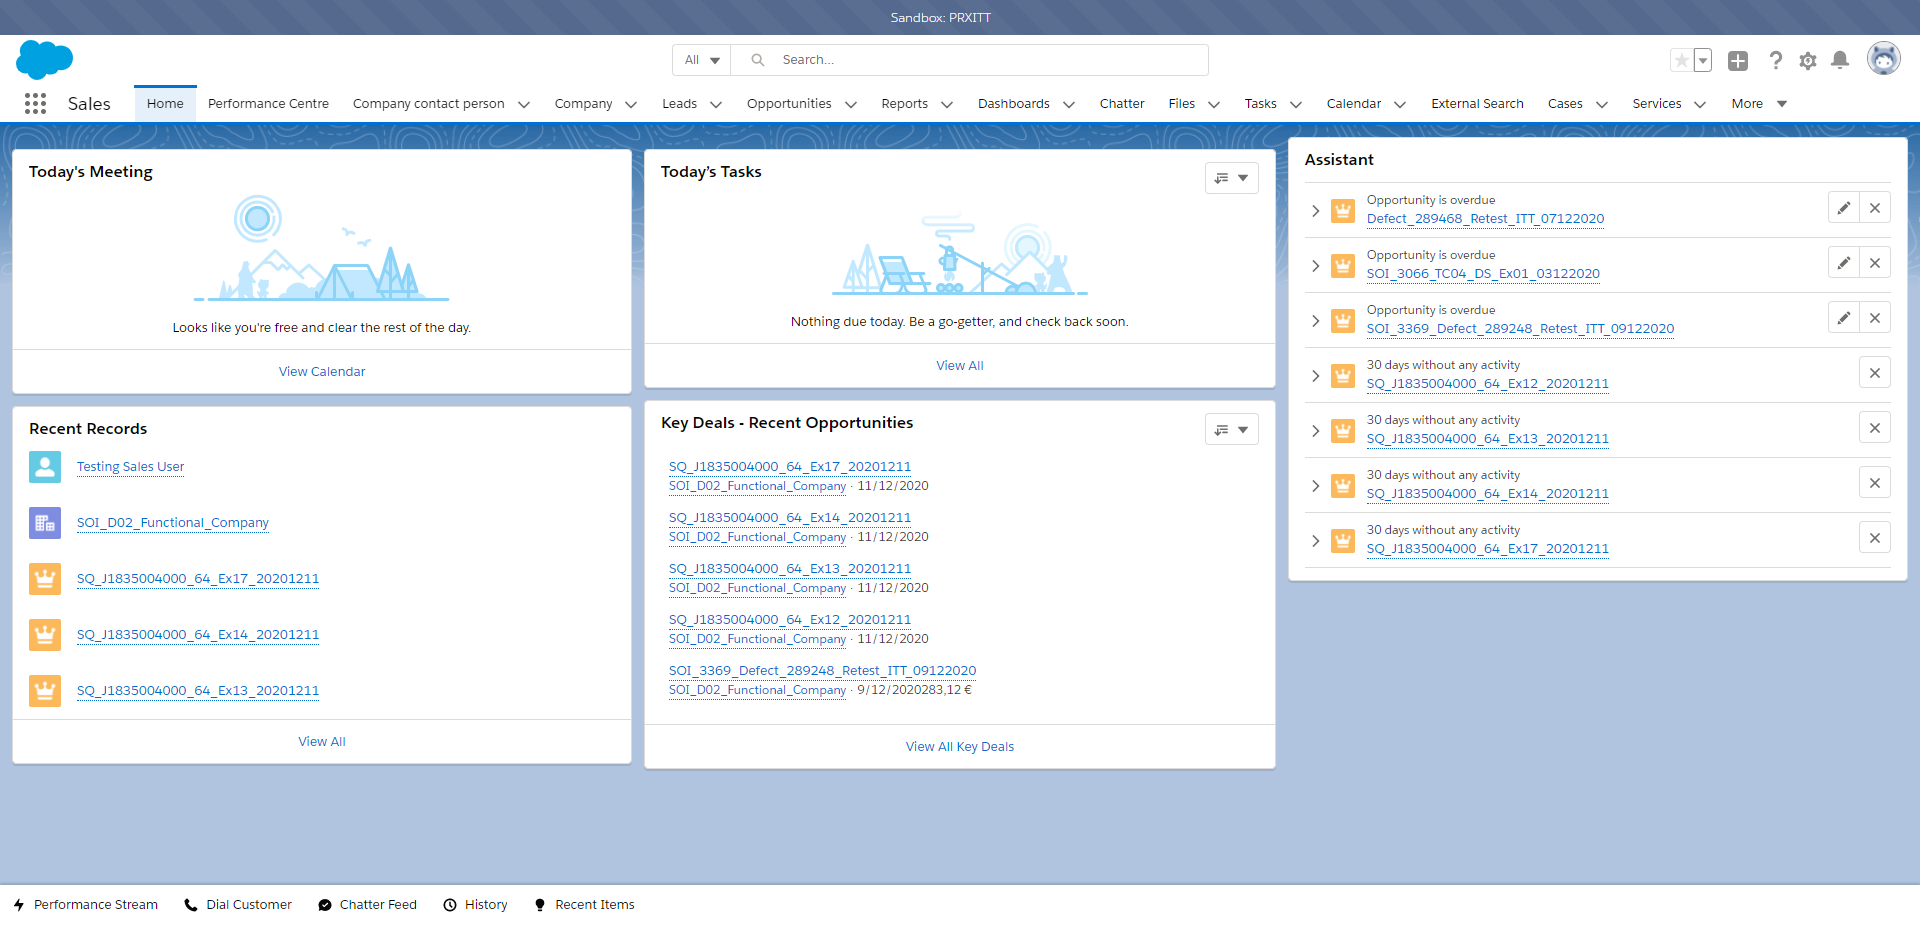 Sandbox: PRXITT
All
Search...
Sales
Home
Performance Centre
Company contact person
Company
Leads
Opportunities
Reports
Dashboards
Chatter
Files
Tasks
Calendar
External Search
Cases
Services
More
Today's Meeting
Looks like you're free and clear the rest of the day.
View Calendar
Recent Records
Testing Sales User
SOI_D02_Functional_Company
SQ_J1835004000_64_Ex17_20201211
SQ_J1835004000_64_Ex14_20201211
SQ_J1835004000_64_Ex13_20201211
View All
Today’s Tasks
Nothing due today. Be a go-getter, and check back soon.
View All
Key Deals - Recent Opportunities
SQ_J1835004000_64_Ex17_20201211
SOI_D02_Functional_Company · 11/12/2020
SQ_J1835004000_64_Ex14_20201211
SOI_D02_Functional_Company · 11/12/2020
SQ_J1835004000_64_Ex13_20201211
SOI_D02_Functional_Company · 11/12/2020
SQ_J1835004000_64_Ex12_20201211
SOI_D02_Functional_Company · 11/12/2020
SOI_3369_Defect_289248_Retest_ITT_09122020
SOI_D02_Functional_Company · 9/12/2020283,12 €
View All Key Deals
Assistant
Opportunity is overdue
Defect_289468_Retest_ITT_07122020
Opportunity is overdue
SOI_3066_TC04_DS_Ex01_03122020
Opportunity is overdue
SOI_3369_Defect_289248_Retest_ITT_09122020
30 days without any activity
SQ_J1835004000_64_Ex12_20201211
30 days without any activity
SQ_J1835004000_64_Ex13_20201211
30 days without any activity
SQ_J1835004000_64_Ex14_20201211
30 days without any activity
SQ_J1835004000_64_Ex17_20201211
Performance Stream
Dial Customer
Chatter Feed
History
Recent Items